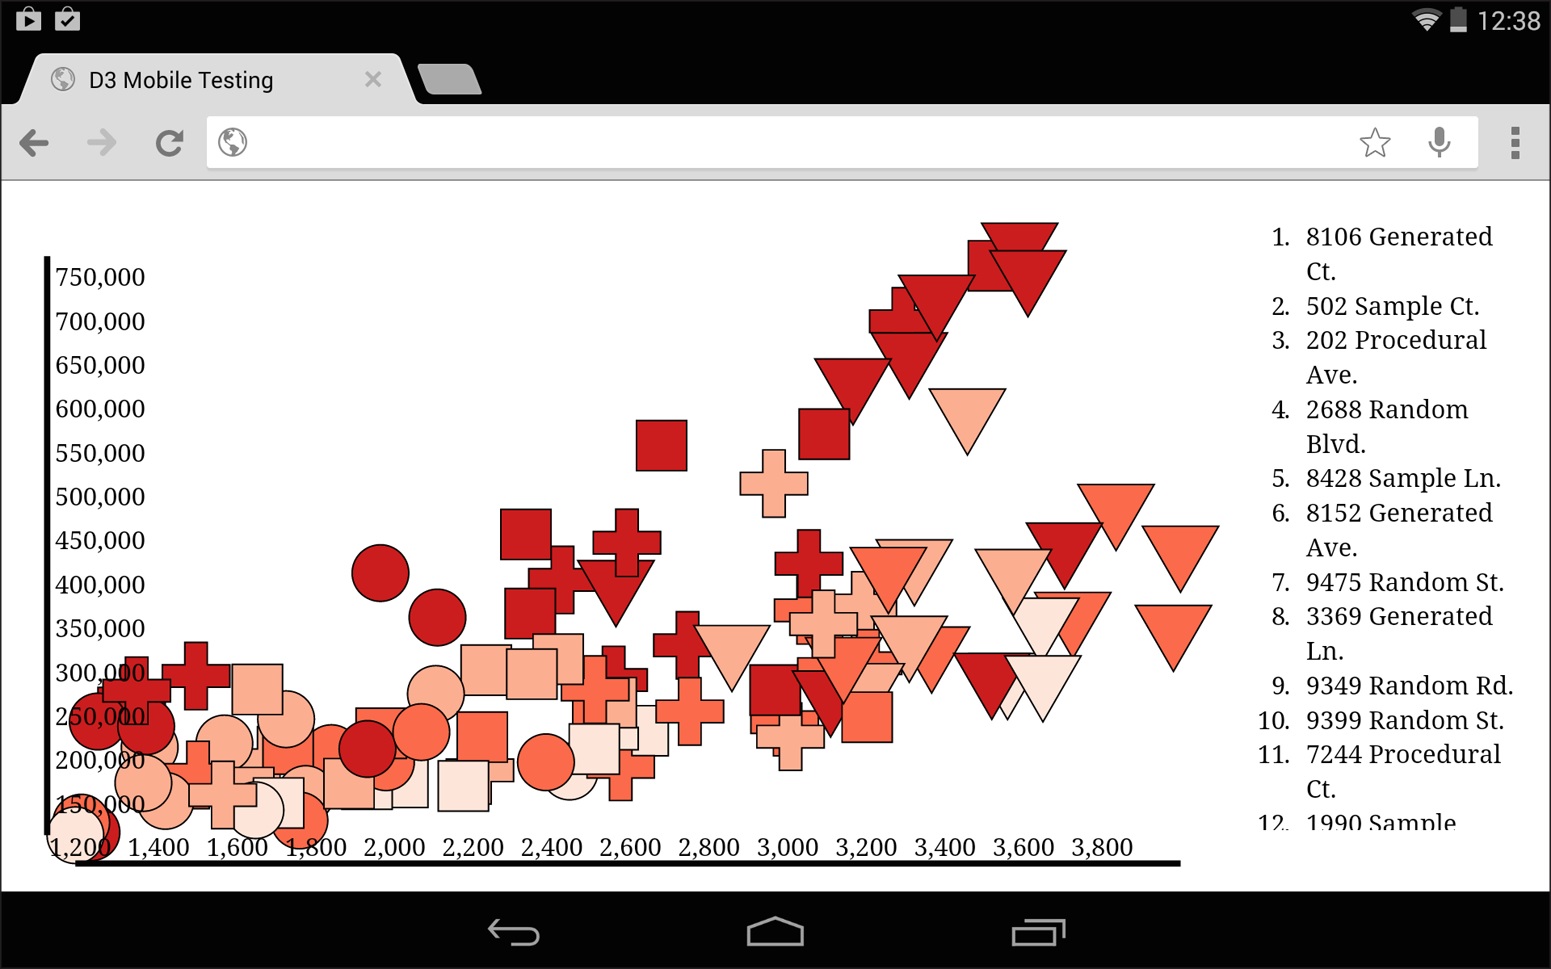 12:38
D3 Mobile Testing
750,000
700,000
650,000
600,000
550,000
500,000
450,000
400,000
350,000
300,000
250,000
200,000
150,000
1,200 1,400 1,600 1,800 2,000 2,200 2,400 2,600 2,800 3,000 3,200 3,400 3,600 3,800
1. 8106 Generated
Ct.
2. 502 Sample Ct.
3. 202 Procedural
Ave.
4. 2688 Random
Blvd.
5. 8428 Sample Ln.
6. 8152 Generated
Ave.
7. 9475 Random St.
8. 3369 Generated
Ln.
9. 9349 Random Rd.
10. 9399 Random St.
11. 7244 Procedural
Ct.
12. 1990 Sample